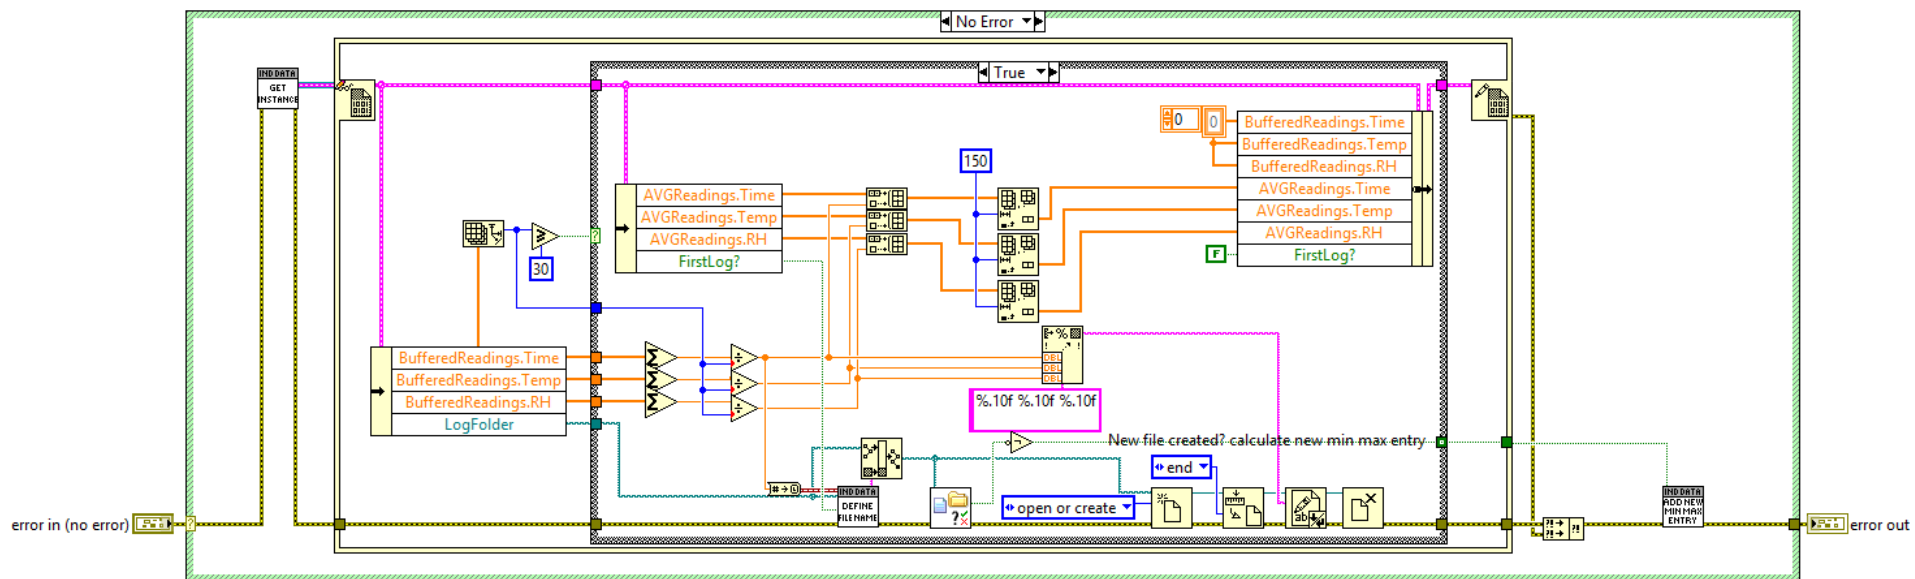 No Error
IND DATA
GET
INSTANCE
True
0
0
BufferedReadings.Time
BufferedReadings.Temp
BufferedReadings.RH
AVGReadings.Time
AVGReadings.Temp
AVGReadings.RH
FirstLog?
F
150
AVGReadings.Time
AVGReadings.Temp
AVGReadings.RH
FirstLog?
30
?
BufferedReadings.Time
BufferedReadings.Temp
BufferedReadings.RH
LogFolder
DBL
DBL
DBL
%.10f %.10f %.10f
New file created? calculate new min max entry
end
open or create
IND DATA
DEFINE
FILE NAME
IND DATA
ADD NEW
MIN MAX
ENTRY
error in (no error)
?
error out